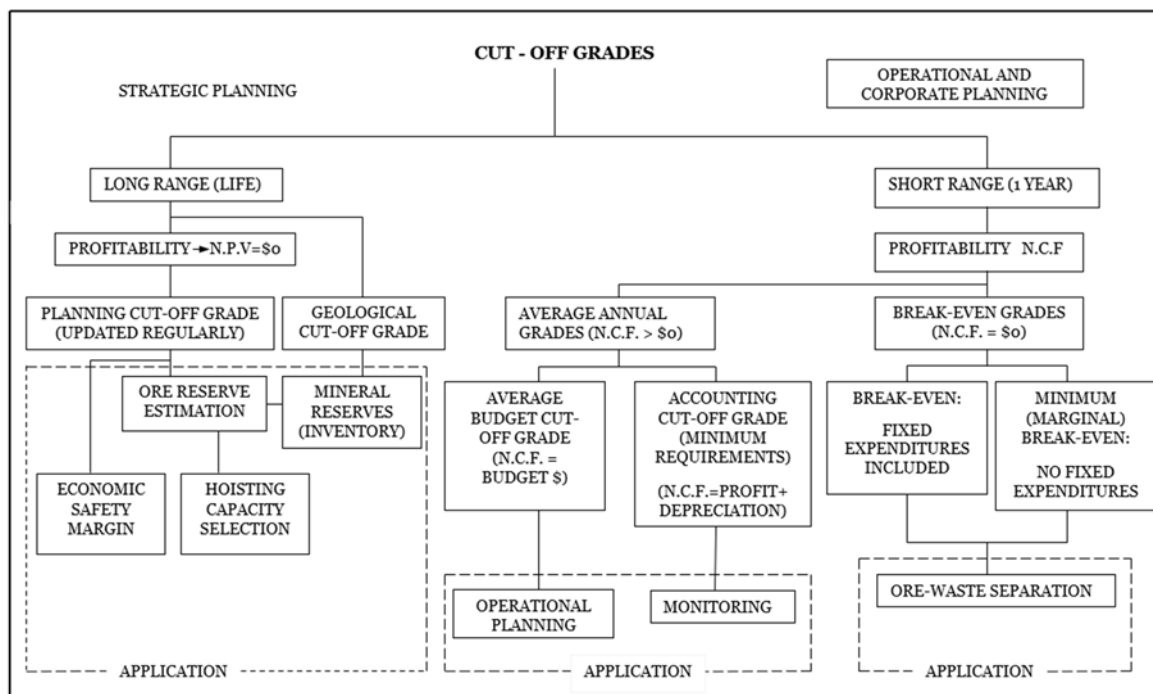 CUT - OFF GRADES
STRATEGIC PLANNING
OPERATIONAL AND
CORPORATE PLANNING
LONG RANGE (LIFE)
SHORT RANGE (1 YEAR)
PROFITABILITY→N.P.V=$0
PROFITABILITY N.C.F
PLANNING CUT-OFF GRADE
(UPDATED REGULARLY)
GEOLOGICAL
CUT-OFF GRADE
AVERAGE ANNUAL
GRADES (N.C.F. > $0)
BREAK-EVEN GRADES
(N.C.F. = $0)
ORE RESERVE
ESTIMATION
MINERAL
RESERVES
(INVENTORY)
AVERAGE
BUDGET CUT-
OFF GRADE
(N.C.F. =
BUDGET $)
ACCOUNTING
CUT-OFF GRADE
(MINIMUM
REQUIREMENTS)
(N.C.F.=PROFIT+
DEPRECIATION)
BREAK-EVEN:
FIXED
EXPENDITURES
INCLUDED
MINIMUM
(MARGINAL)
BREAK-EVEN:
NO FIXED
EXPENDITURES
ECONOMIC
SAFETY
MARGIN
HOISTING
CAPACITY
SELECTION
OPERATIONAL
PLANNING
MONITORING
ORE-WASTE SEPARATION
APPLICATION
APPLICATION
APPLICATION